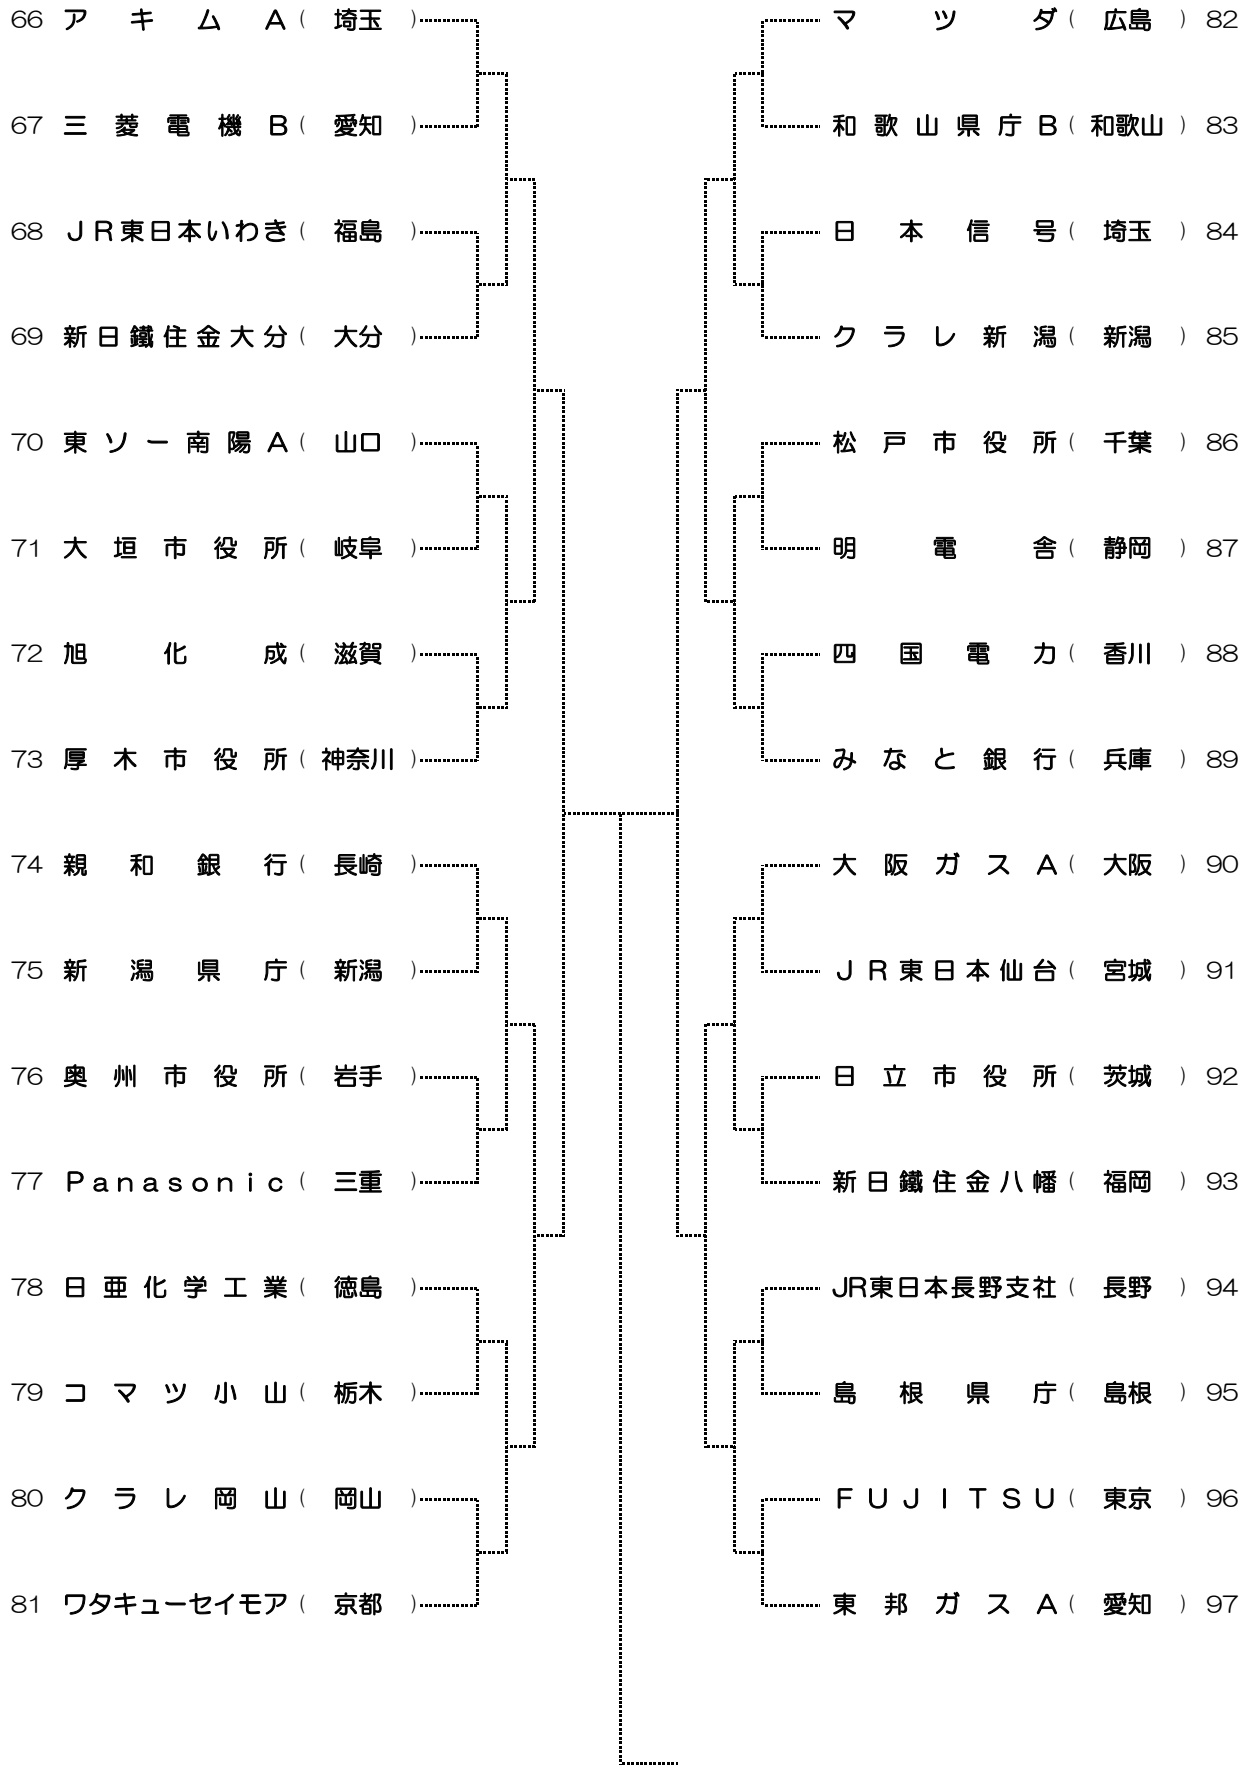 66 アキムA（埼玉）
67 三菱電機B（愛知）
68 JR東日本いわき（福島）
69 新日鐵住金大分（大分）
70 東ソー南陽A（山口）
71 大垣市役所（岐阜）
72 旭化成（滋賀）
73 厚木市役所（神奈川）
74 親和銀行（長崎）
75 新潟県庁（新潟）
76 奥州市役所（岩手）
77 Panasonic（三重）
78 日亜化学工業（徳島）
79 コマツ小山（栃木）
80 クラレ岡山（岡山）
81 ワタキューセイモア（京都）
マツダ（広島）82
和歌山県庁B（和歌山）83
日本信号（埼玉）84
クラレ新潟（新潟）85
松戸市役所（千葉）86
明電舎（静岡）87
四国電力（香川）88
みなと銀行（兵庫）89
大阪ガスA（大阪）90
JR東日本仙台（宮城）91
日立市役所（茨城）92
新日鐵住金八幡（福岡）93
JR東日本長野支社（長野）94
島根県庁（島根）95
FUJITSU（東京）96
東邦ガスA（愛知）97